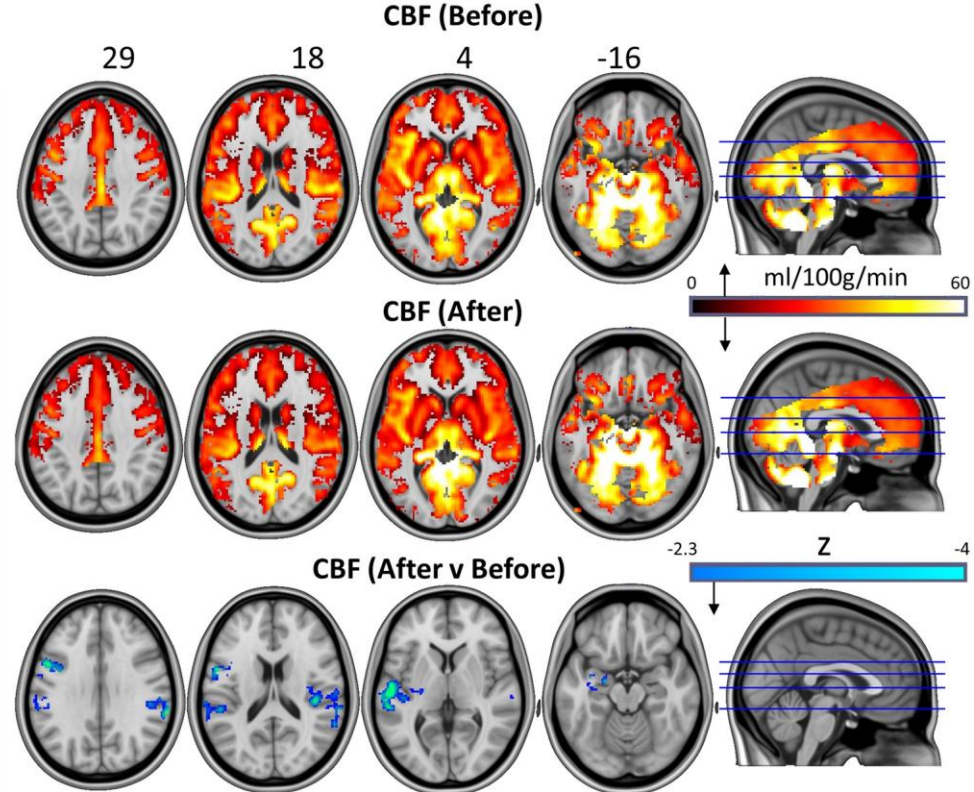 CBF (Before)
29 18 4 -16
0 ml/100g/min 60
CBF (After)
-2.3 Z -4
CBF (After v Before)